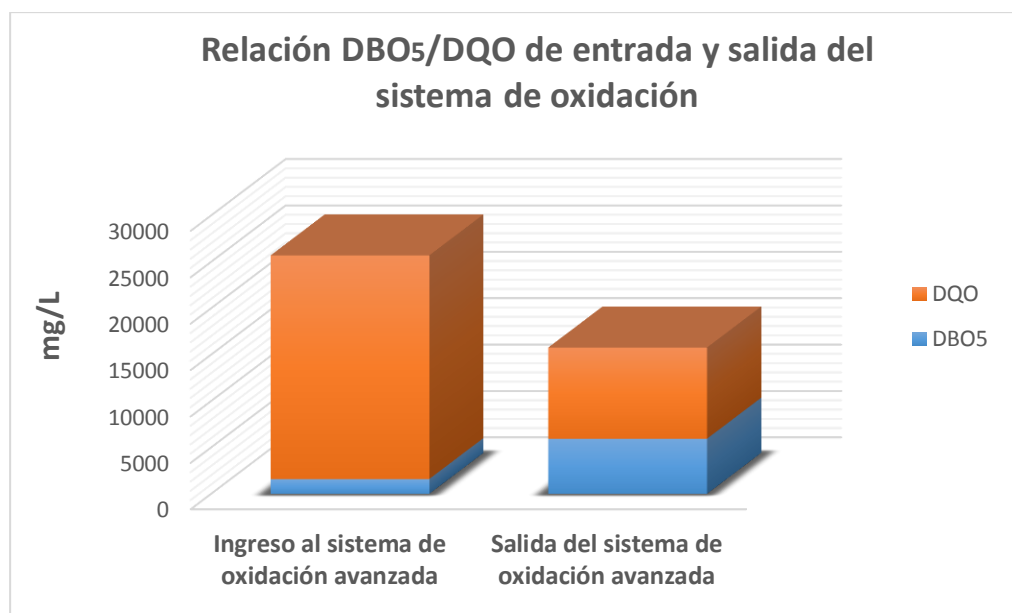 Relación DBO5/DQO de entrada y salida del
sistema de oxidación
30000
25000
20000
15000
10000
5000
0
mg/L
Ingreso al sistema de
oxidación avanzada
Salida del sistema de
oxidación avanzada
DQO
DBO5